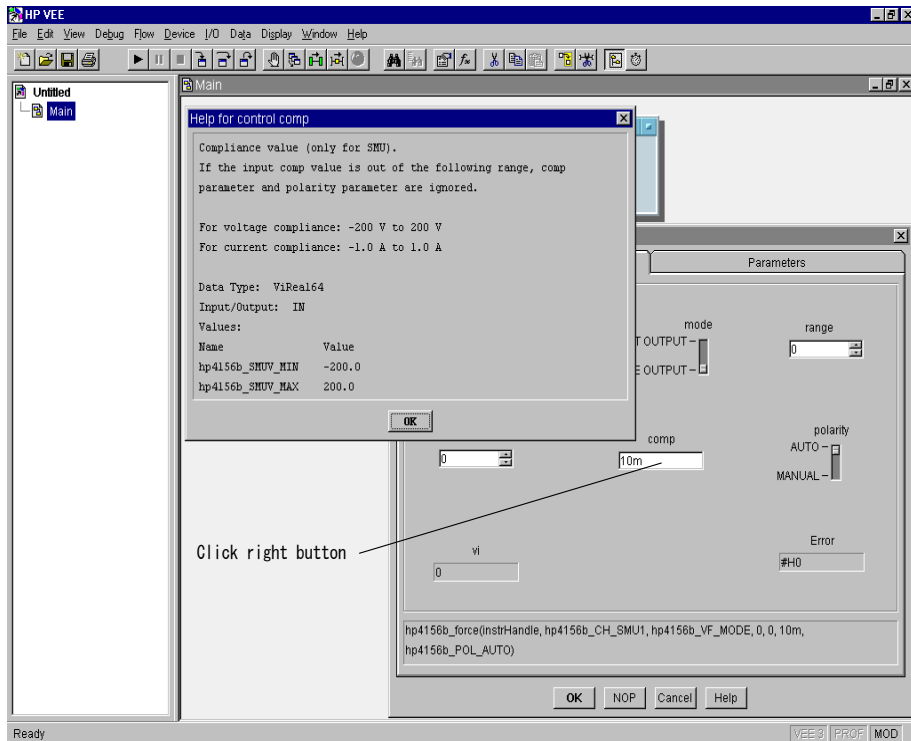 HP VEE
File Edit View Debug Flow Device I/O Data Display Window Help
Untitled
Main
Main
Help for control comp
Compliance value (only for SMU).
If the input comp value is out of the following range, comp
parameter and polarity parameter are ignored.
For voltage compliance: -200 V to 200 V
For current compliance: -1.0 A to 1.0 A
Data Type: ViReal64
Input/Output: IN
Values:
Name Value
hp4156b_SMUV_MIN -200.0
hp4156b_SMUV_MAX 200.0
OK
Parameters
mode
T OUTPUT
E OUTPUT
range
0
0
comp
10m
polarity
AUTO
MANUAL
Click right button
vi
0
Error
#H0
hp4156b_force(instrHandle, hp4156b_CH_SMU1, hp4156b_VF_MODE, 0, 0, 10m,
hp4156b_POL_AUTO)
OK NOP Cancel Help
Ready
VEE 3 PROF MOD